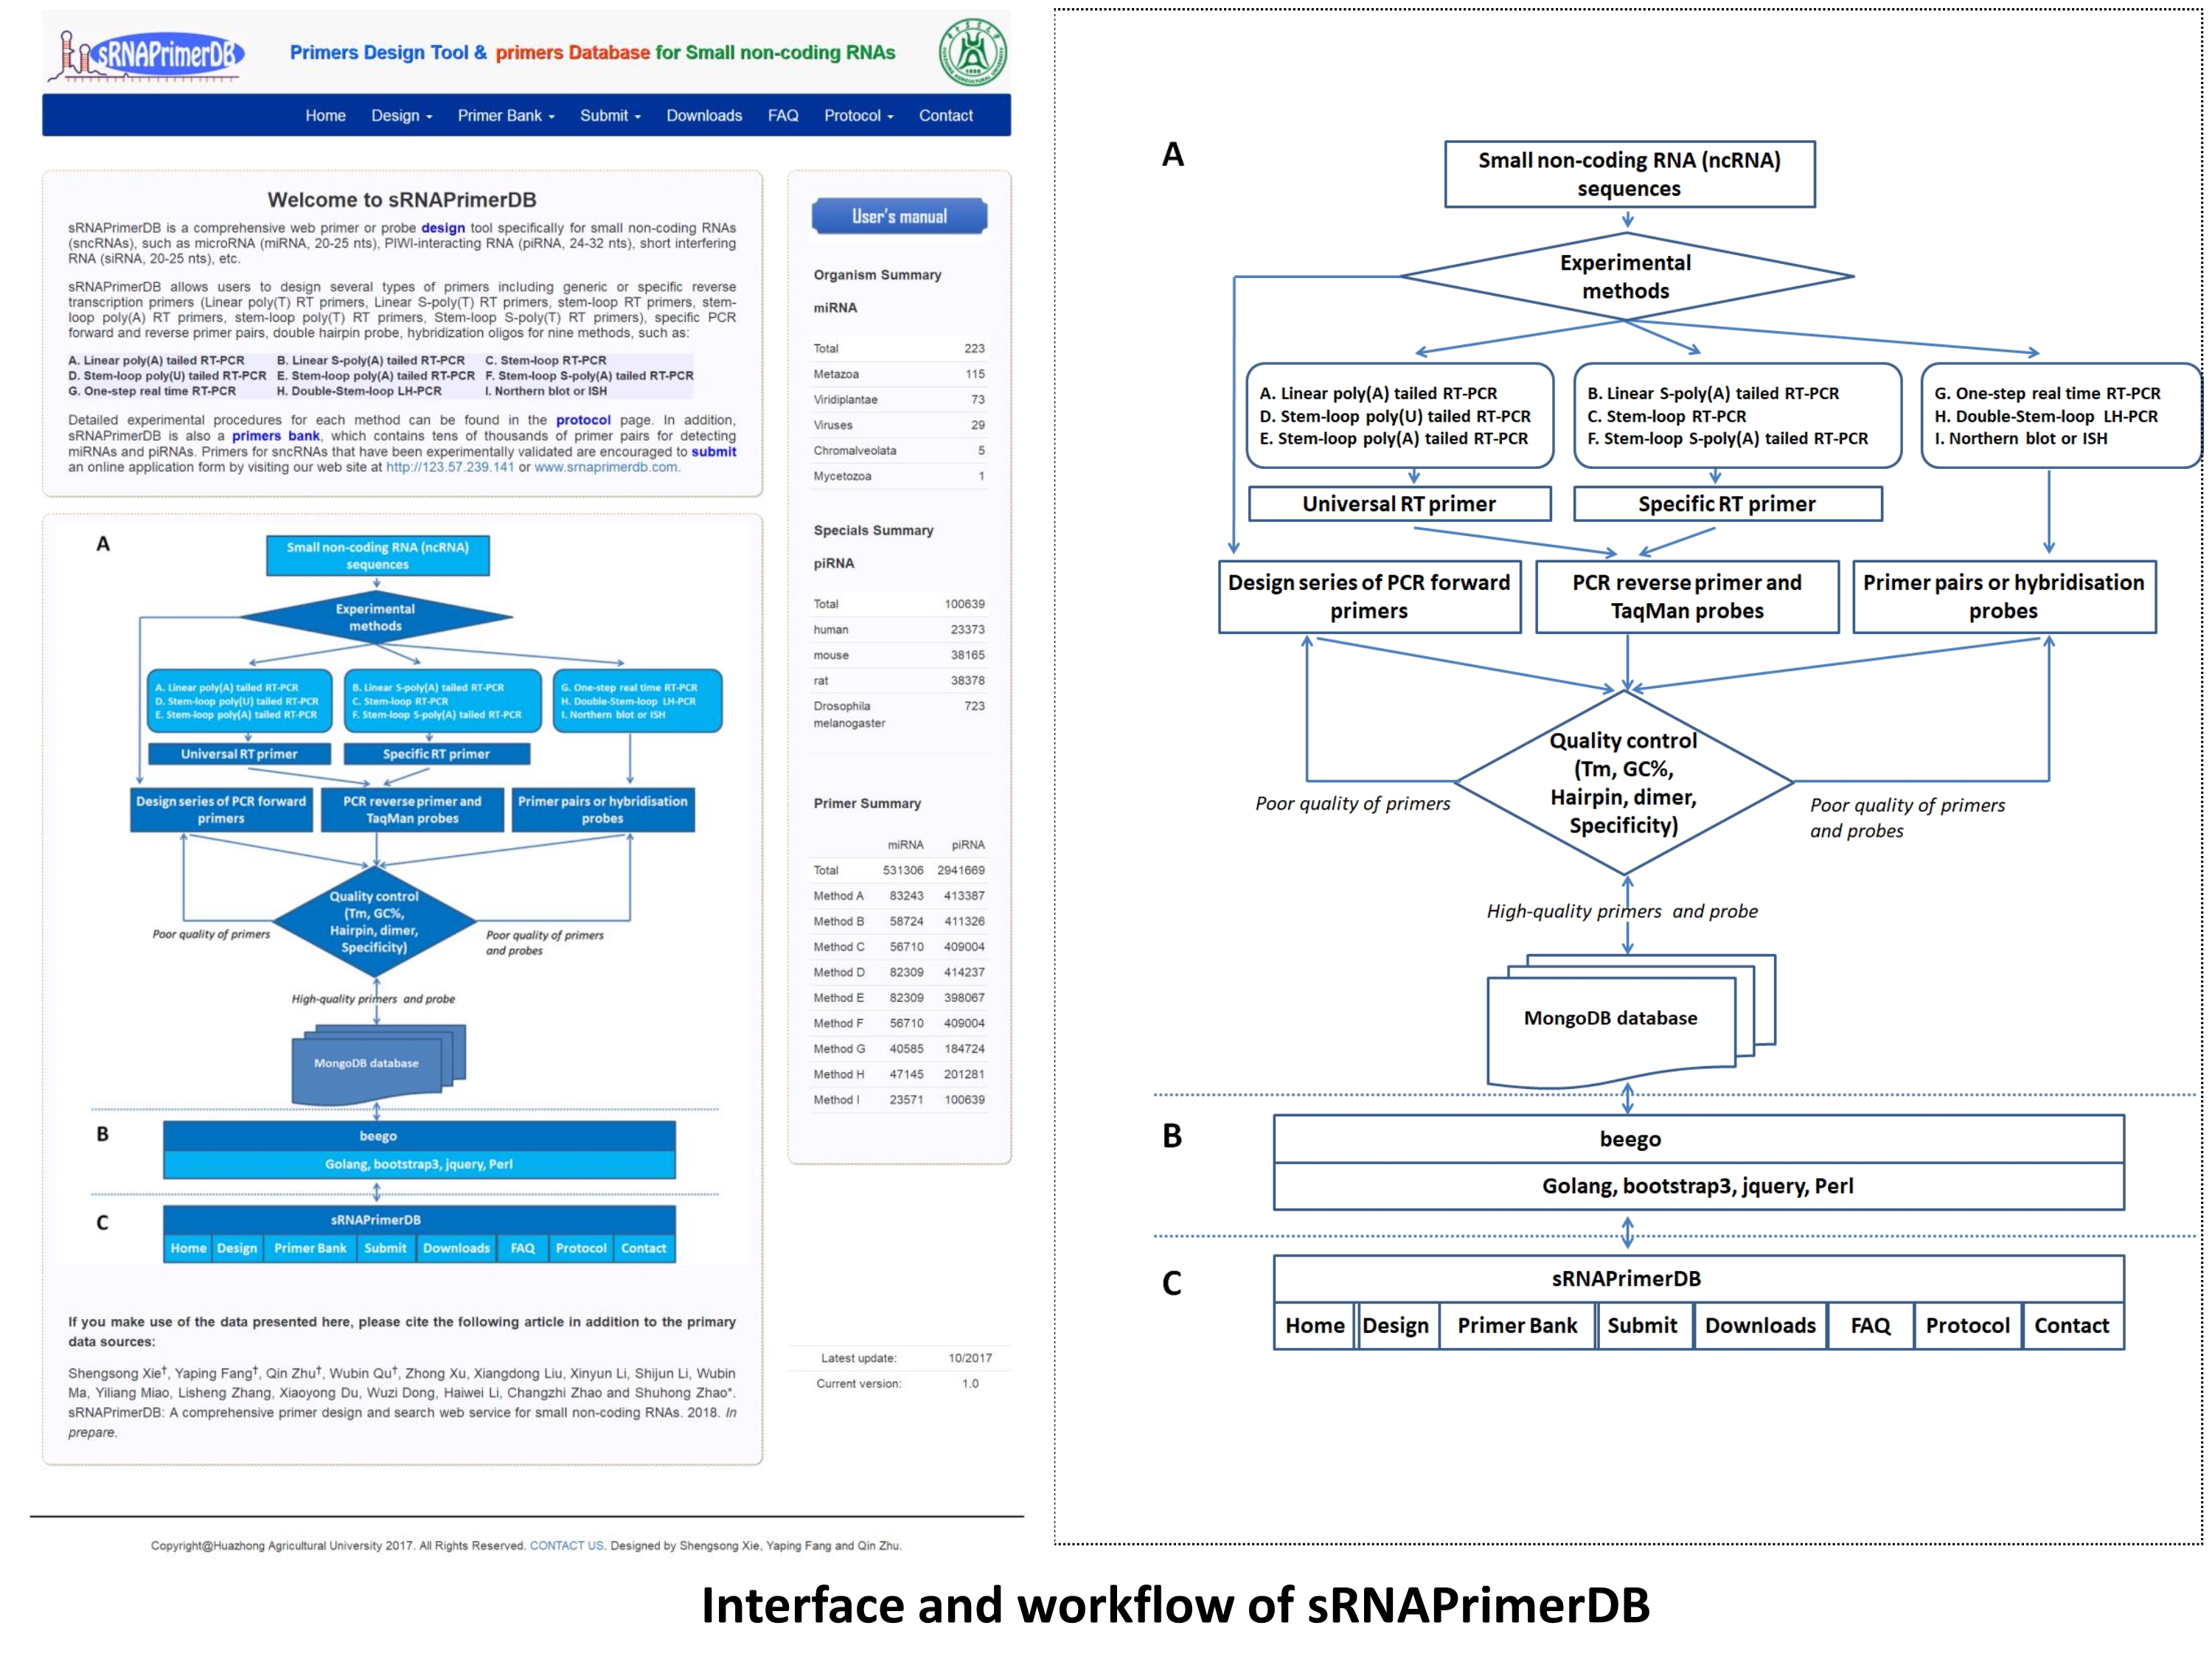 sRNAPrimerDB
Primers Design Tool & primers Database for Small non-coding RNAs
Home Design Primer Bank Submit Downloads FAQ Protocol Contact
Welcome to sRNAPrimerDB
sRNAPrimerDB is a comprehensive web primer or probe design tool specifically for small non-coding RNAs
(sncRNAs), such as microRNA (miRNA, 20-25 nts), PIWI-interacting RNA (piRNA, 24-32 nts), short interfering
RNA (siRNA, 20-25 nts), etc.
sRNAPrimerDB allows users to design several types of primers including generic or specific reverse
transcription primers (Linear poly(T) RT primers, Linear S-poly(T) RT primers, stem-loop RT primers, stem-
loop poly(A) RT primers, stem-loop poly(T) RT primers, Stem-loop S-poly(T) RT primers), specific PCR
forward and reverse primer pairs, double hairpin probe, hybridization oligos for nine methods, such as:
A. Linear poly(A) tailed RT-PCR B. Linear S-poly(A) tailed RT-PCR C. Stem-loop RT-PCR
D. Stem-loop poly(U) tailed RT-PCR E. Stem-loop poly(A) tailed RT-PCR F. Stem-loop S-poly(A) tailed RT-PCR
G. One-step real time RT-PCR H. Double-Stem-loop LH-PCR I. Northern blot or ISH
Detailed experimental procedures for each method can be found in the protocol page. In addition,
sRNAPrimerDB is also a primers bank, which contains tens of thousands of primer pairs for detecting
miRNAs and piRNAs. Primers for sncRNAs that have been experimentally validated are encouraged to submit
an online application form by visiting our web site at http://123.57.239.141 or www.srnaprimerdb.com.
A
Small non-coding RNA (ncRNA)
sequences
Experimental
methods
A. Linear poly(A) tailed RT-PCR
D. Stem-loop poly(U) tailed RT-PCR
E. Stem-loop poly(A) tailed RT-PCR
B. Linear S-poly(A) tailed RT-PCR
C. Stem-loop RT-PCR
F. Stem-loop S-poly(A) tailed RT-PCR
G. One-step real time RT-PCR
H. Double-Stem-loop LH-PCR
I. Northern blot or ISH
Universal RT primer
Specific RT primer
Design series of PCR forward
primers
PCR reverse primer and
TaqMan probes
Primer pairs or hybridisation
probes
Quality control
(Tm, GC%,
Hairpin, dimer,
Specificity)
Poor quality of primers
Poor quality of primers
and probes
High-quality primers and probe
MongoDB database
B
beego
Golang, bootstrap3, jquery, Perl
C
sRNAPrimerDB
Home Design Primer Bank Submit Downloads FAQ Protocol Contact
If you make use of the data presented here, please cite the following article in addition to the primary
data sources:
Shengsong Xie†, Yaping Fang†, Qin Zhu†, Wubin Qu†, Zhong Xu, Xiangdong Liu, Xinyun Li, Shijun Li, Wubin
Ma, Yiliang Miao, Lisheng Zhang, Xiaoyong Du, Wuzi Dong, Haiwei Li, Changzhi Zhao and Shuhong Zhao*.
sRNAPrimerDB: A comprehensive primer design and search web service for small non-coding RNAs. 2018. In
prepare.
User's manual
Organism Summary
miRNA
Total 223
Metazoa 115
Viridiplantae 73
Viruses 29
Chromalveolata 5
Mycetozoa 1
Specials Summary
piRNA
Total 100639
human 23373
mouse 38165
rat 38378
Drosophila 723
melanogaster
Primer Summary
miRNA piRNA
Total 531306 2941669
Method A 83243 413387
Method B 58724 411326
Method C 56710 409004
Method D 82309 414237
Method E 82309 398067
Method F 56710 409004
Method G 40585 184724
Method H 47145 201281
Method I 23571 100639
Latest update: 10/2017
Current version: 1.0
Copyright@Huazhong Agricultural University 2017. All Rights Reserved. CONTACT US. Designed by Shengsong Xie, Yaping Fang and Qin Zhu.
A
Small non-coding RNA (ncRNA)
sequences
Experimental
methods
A. Linear poly(A) tailed RT-PCR
D. Stem-loop poly(U) tailed RT-PCR
E. Stem-loop poly(A) tailed RT-PCR
B. Linear S-poly(A) tailed RT-PCR
C. Stem-loop RT-PCR
F. Stem-loop S-poly(A) tailed RT-PCR
G. One-step real time RT-PCR
H. Double-Stem-loop LH-PCR
I. Northern blot or ISH
Universal RT primer
Specific RT primer
Design series of PCR forward
primers
PCR reverse primer and
TaqMan probes
Primer pairs or hybridisation
probes
Quality control
(Tm, GC%,
Hairpin, dimer,
Specificity)
Poor quality of primers
Poor quality of primers
and probes
High-quality primers and probe
MongoDB database
B
beego
Golang, bootstrap3, jquery, Perl
C
sRNAPrimerDB
Home Design Primer Bank Submit Downloads FAQ Protocol Contact
Interface and workflow of sRNAPrimerDB